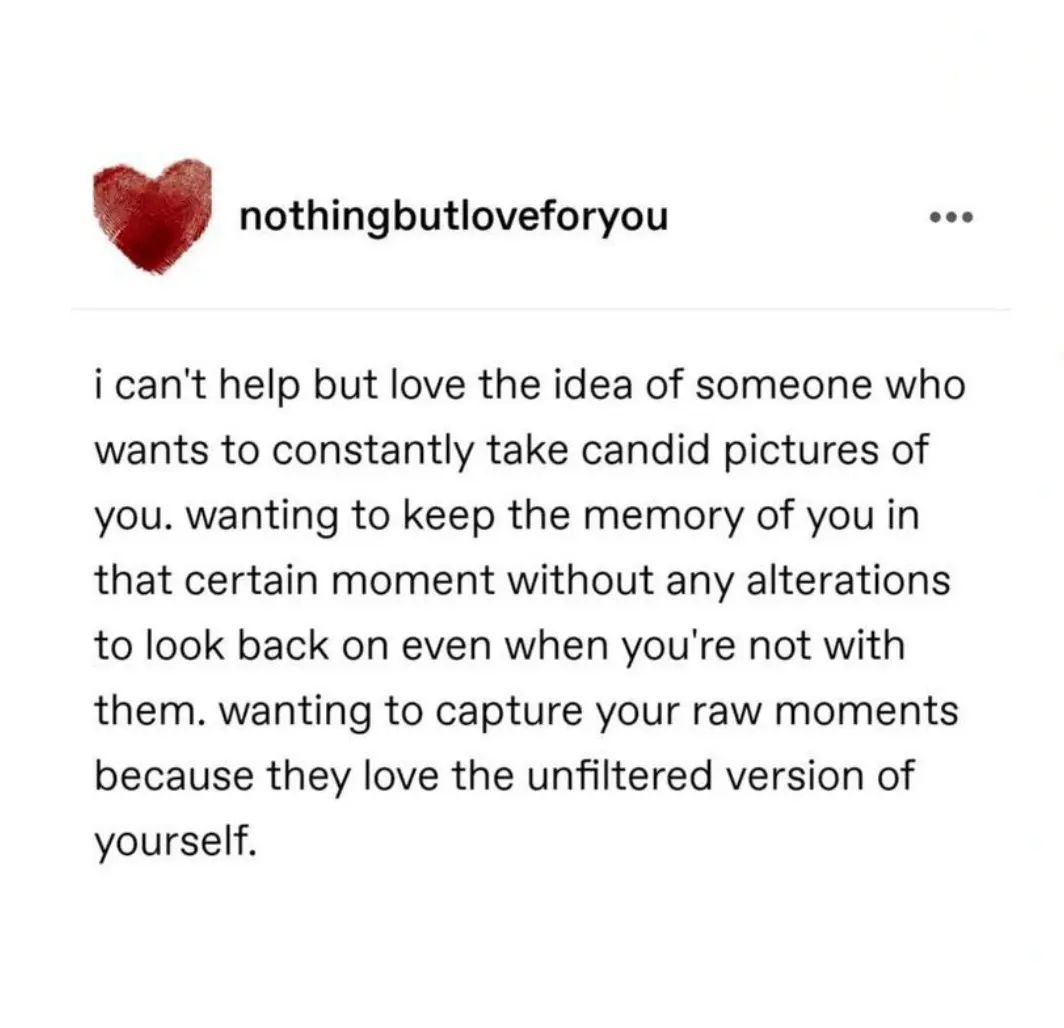 nothingbutloveforyou
i can't help but love the idea of someone who
wants to constantly take candid pictures of
you. wanting to keep the memory of you in
that certain moment without any alterations
to look back on even when you're not with
them. wanting to capture your raw moments
because they love the unfiltered version of
yourself.